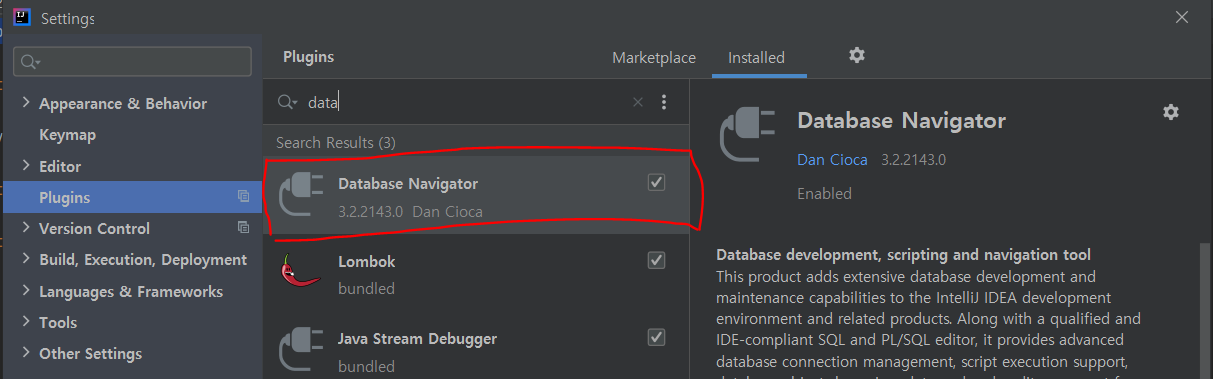 IJ Settings
Plugins Marketplace Installed
Appearance & Behavior
Keymap
Editor
Plugins
Version Control
Build, Execution, Deployment
Languages & Frameworks
Tools
Other Settings
data
Search Results (3)
Database Navigator
3.2.2143.0 Dan Cioca
Lombok
bundled
Java Stream Debugger
bundled
Database Navigator
Dan Cioca 3.2.2143.0
Enabled
Database development, scripting and navigation tool
This product adds extensive database development and
maintenance capabilities to the IntelliJ IDEA development
environment and related products. Along with a qualified and
IDE-compliant SQL and PL/SQL editor, it provides advanced
database connection management, script execution support,